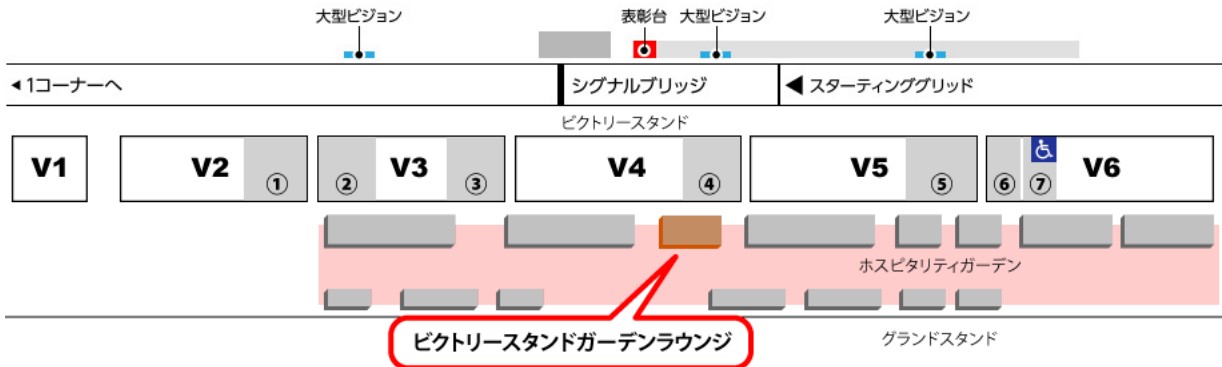 大型ビジョン
表彰台
大型ビジョン
大型ビジョン
◂1コーナーへ
シグナルブリッジ
◀ スターティンググリッド
ビクトリースタンド
V1
V2
①
②
V3
③
V4
④
V5
⑤
⑥
⑦
V6
ホスピタリティガーデン
ビクトリースタンドガーデンラウンジ
グランドスタンド